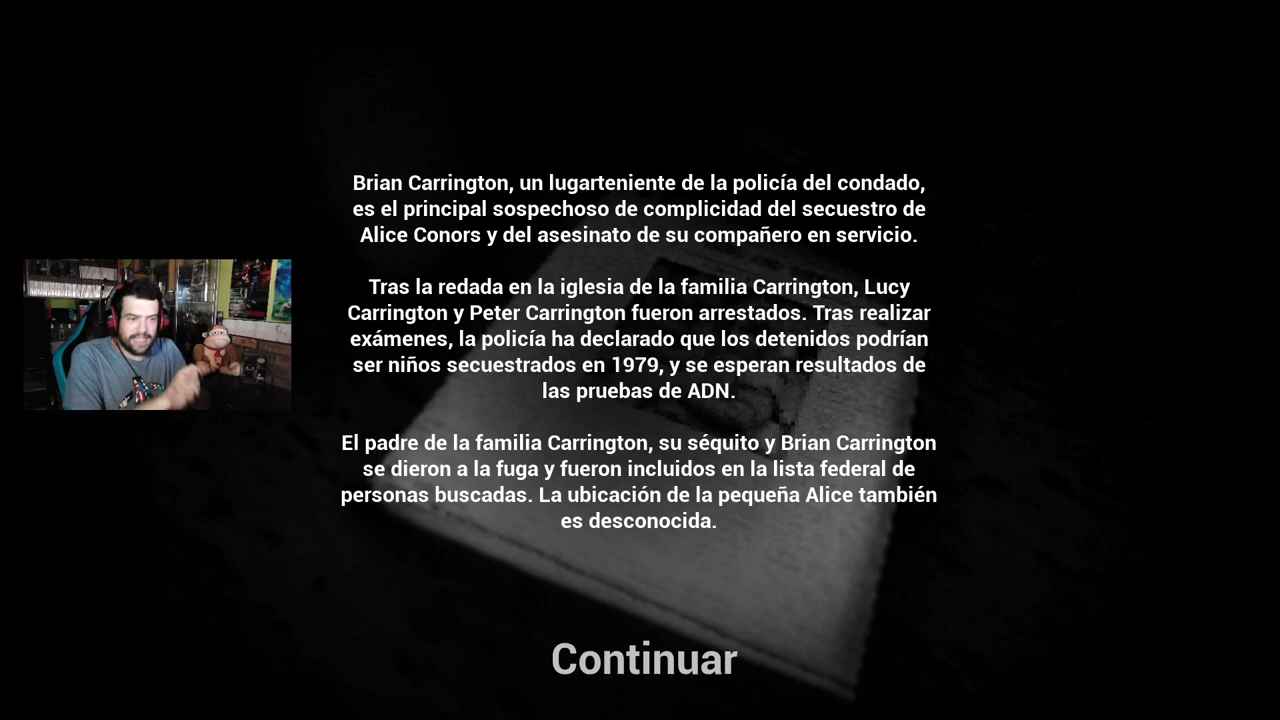 Brian Carrington, un lugarteniente de la policía del condado,
es el principal sospechoso de complicidad del secuestro de
Alice Conors y del asesinato de su compañero en servicio.
Tras la redada en la iglesia de la familia Carrington, Lucy
Carrington y Peter Carrington fueron arrestados. Tras realizar
exámenes, la policía ha declarado que los detenidos podrían
ser niños secuestrados en 1979, y se esperan resultados de
las pruebas de ADN.
El padre de la familia Carrington, su séquito y Brian Carrington
se dieron a la fuga y fueron incluidos en la lista federal de
personas buscadas. La ubicación de la pequeña Alice también
es desconocida.
Continuar